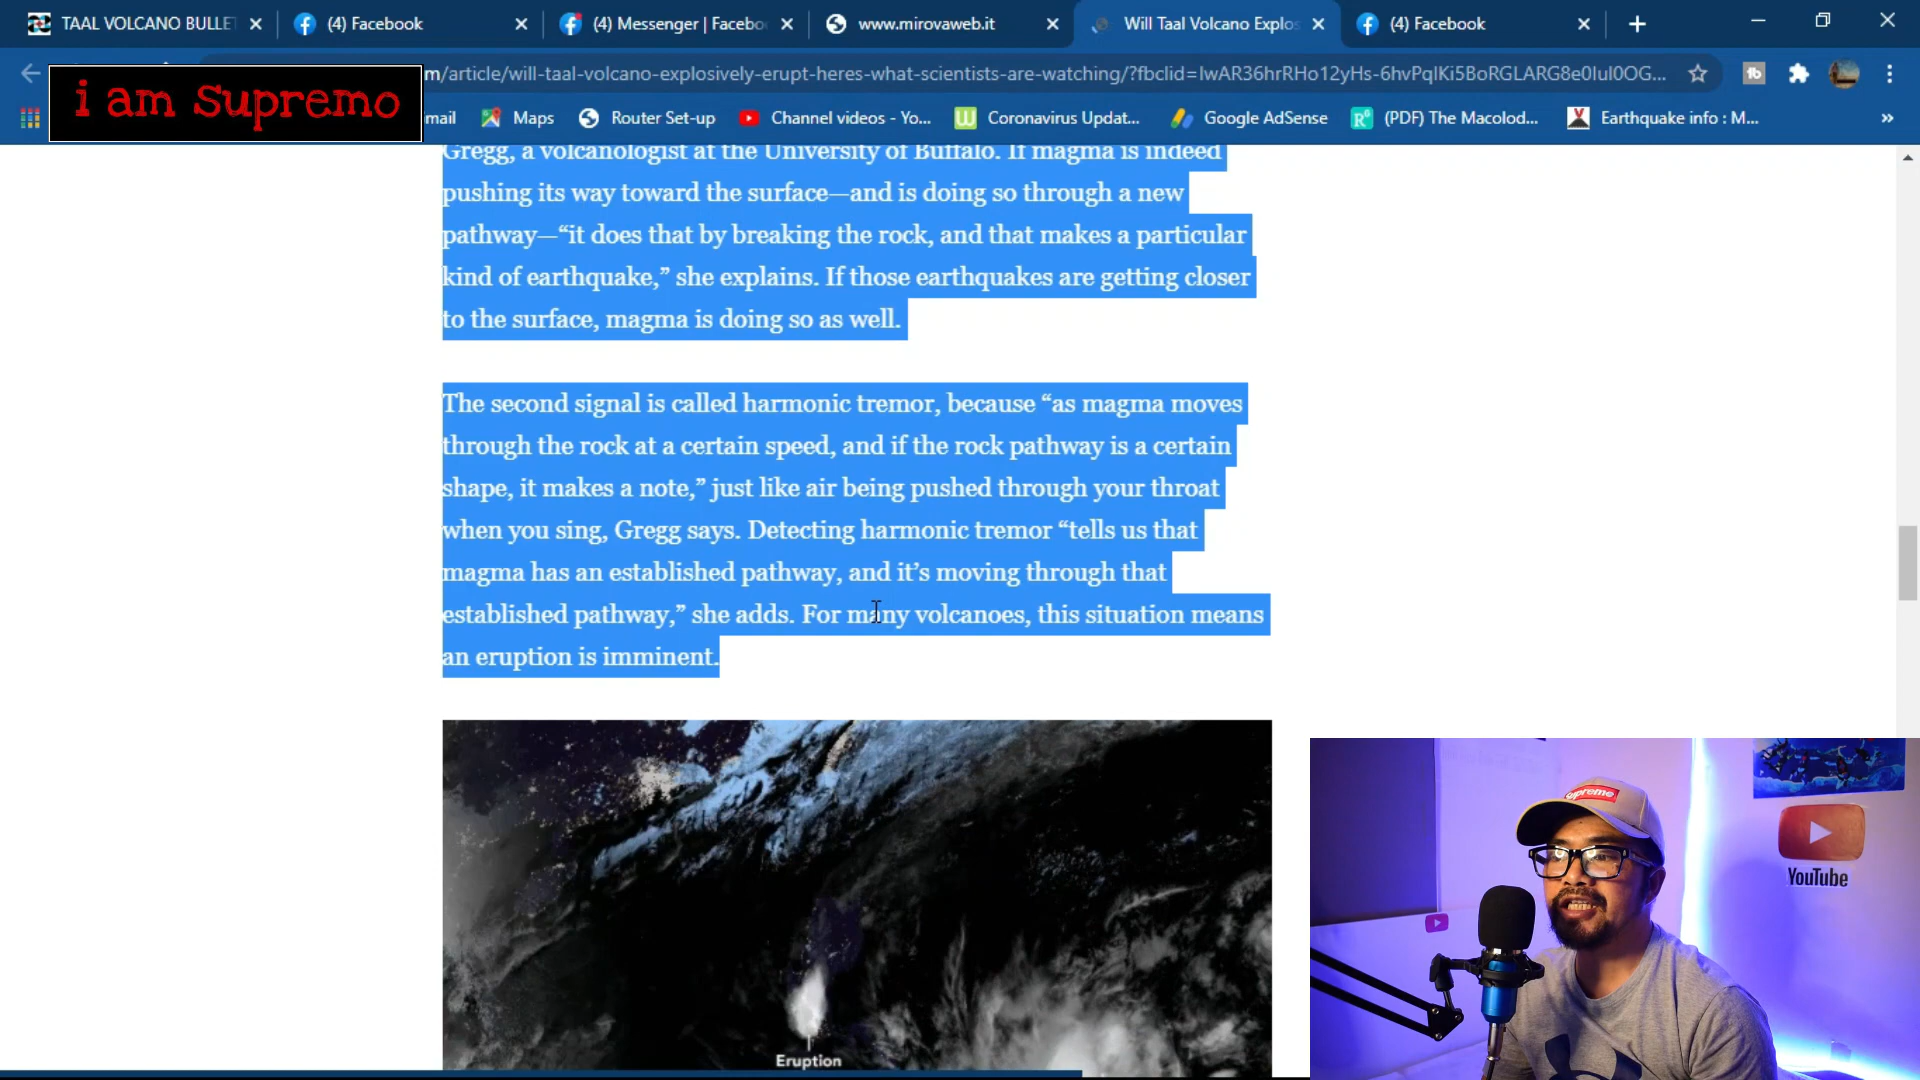 TAAL VOLCANO BULLE
(4) Facebook
(4) Messenger | Facebo
www.mirovaweb.it
Will Taal Volcano Explos
(4) Facebook
i am supremo
m/article/will-taal-volcano-explosively-erupt-heres-what-scientists-are-watching/?fbclid=IwAR36hrRHo12yHs-6hvPqIKi5BoRGLARG8e0IuI0OG...
mail
Maps
Router Set-up
Channel videos - Yo...
Coronavirus Updat...
Google AdSense
(PDF) The Macolod...
Earthquake info : M...
»
Gregg, a volcanologist at the University of Buffalo. If magma is indeed
pushing its way toward the surface—and is doing so through a new
pathway—“it does that by breaking the rock, and that makes a particular
kind of earthquake,” she explains. If those earthquakes are getting closer
to the surface, magma is doing so as well.
The second signal is called harmonic tremor, because “as magma moves
through the rock at a certain speed, and if the rock pathway is a certain
shape, it makes a note,” just like air being pushed through your throat
when you sing, Gregg says. Detecting harmonic tremor “tells us that
magma has an established pathway, and it’s moving through that
established pathway,” she adds. For many volcanoes, this situation means
an eruption is imminent.
Eruption
Supreme
YouTube